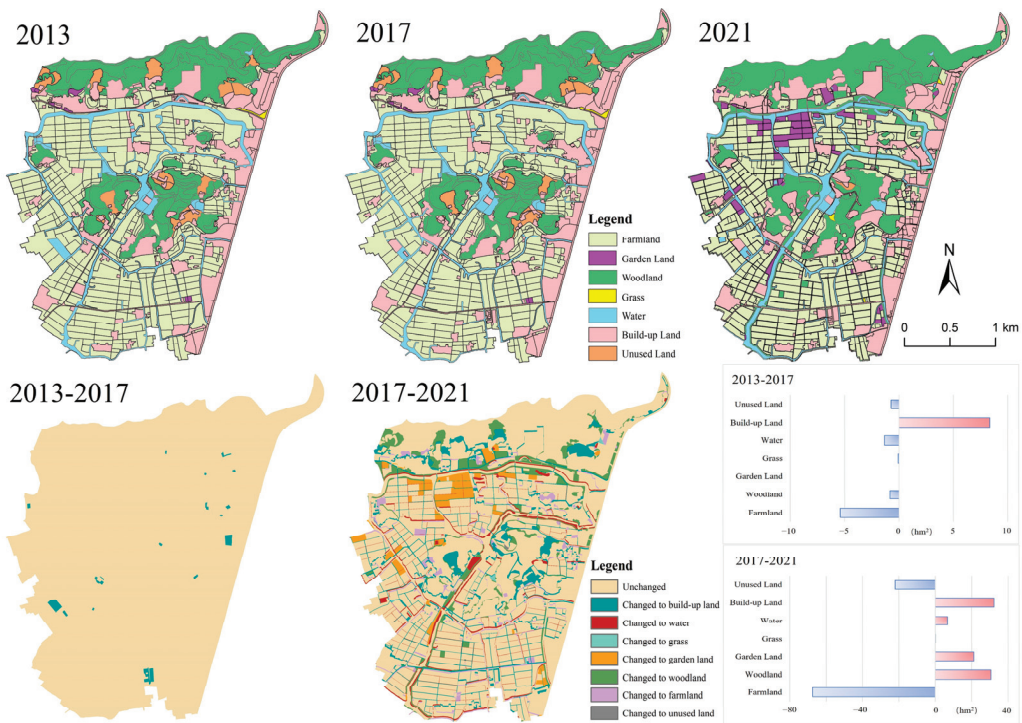 2013
2017
2021
Legend
Farmland
Garden Land
Woodland
Grass
Water
Build-up Land
Unused Land
N
0 0.5 1 km
2013-2017
2017-2021
Legend
Unchanged
Changed to build-up land
Changed to water
Changed to grass
Changed to garden land
Changed to woodland
Changed to farmland
Changed to unused land
2013-2017
Unused Land
Build-up Land
Water
Grass
Garden Land
Woodland
Farmland
−10 −5 0 (hm²) 5 10
2017-2021
Unused Land
Build-up Land
Water
Grass
Garden Land
Woodland
Farmland
−80 −40 0 (hm²) 40